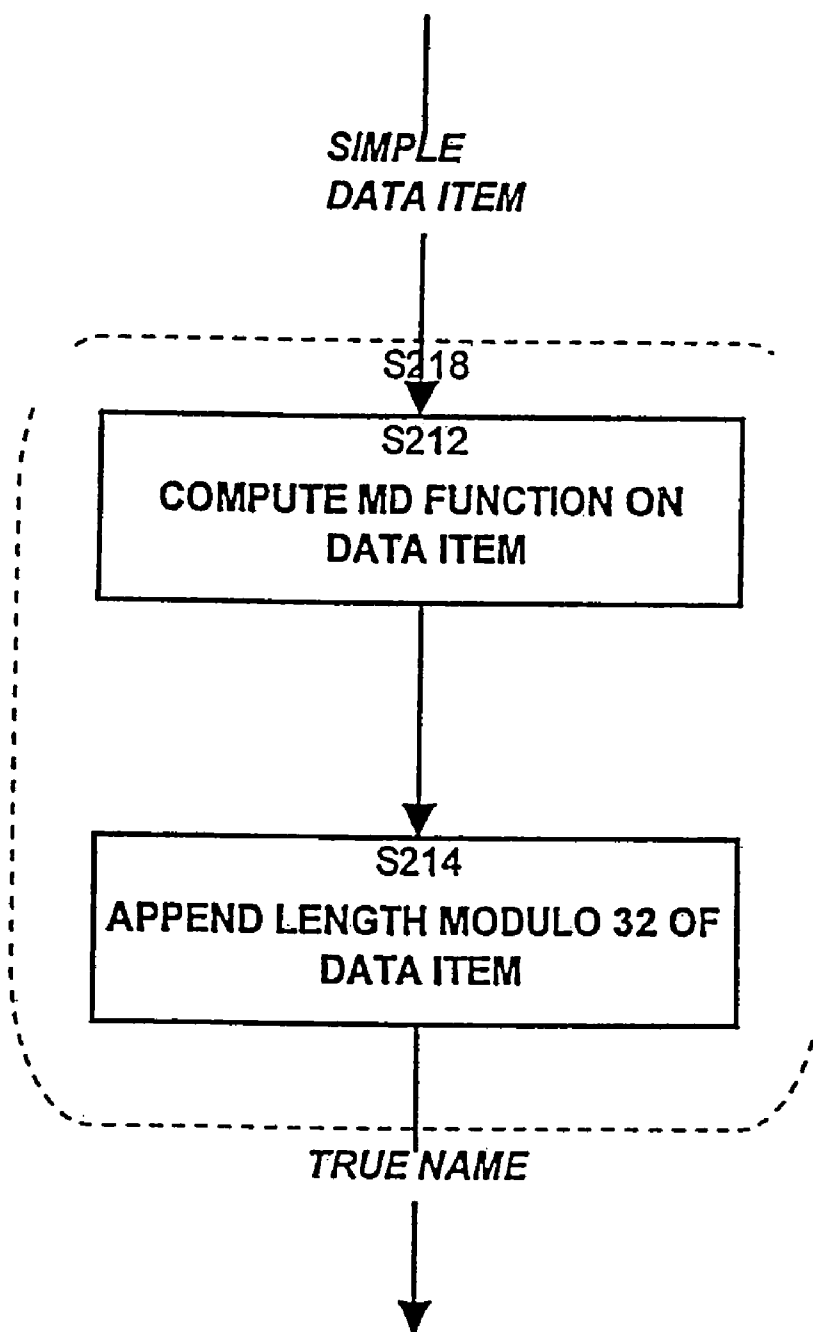 SIMPLE
DATA ITEM
S218
S212
COMPUTE MD FUNCTION ON
DATA ITEM
S214
APPEND LENGTH MODULO 32 OF
DATA ITEM
TRUE NAME